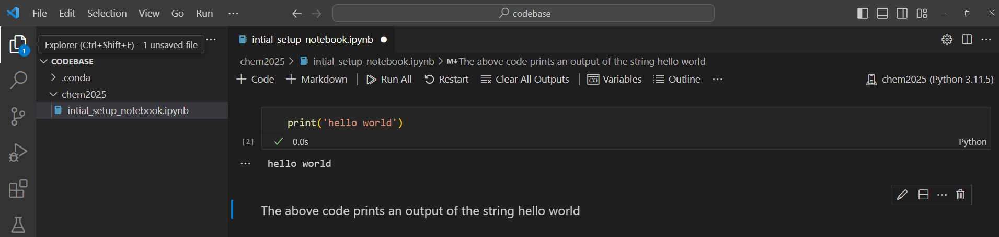 File Edit Selection View Go Run ··· codebase
Explorer (Ctrl+Shift+E) - 1 unsaved file ···
1
CODEBASE
.conda
chem2025
intial_setup_notebook.ipynb
intial_setup_notebook.ipynb
chem2025 > intial_setup_notebook.ipynb > M↓The above code prints an output of the string hello world
+ Code + Markdown | Run All Restart Clear All Outputs | (x) Variables Outline ··· chem2025 (Python 3.11.5)
print('hello world')
[2] ✓ 0.0s Python
··· hello world
The above code prints an output of the string hello world